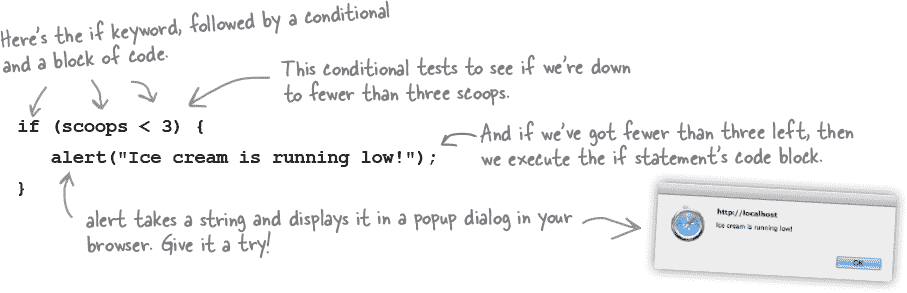 Here's the if keyword, followed by a conditional
and a block of code.
This conditional tests to see if we're down
to fewer than three scoops.
if (scoops < 3) {
alert("Ice cream is running low!");
}
And if we've got fewer than three left, then
we execute the if statement's code block.
alert takes a string and displays it in a popup dialog in your
browser. Give it a try!
http://localhost
Ice cream is running low!
OK